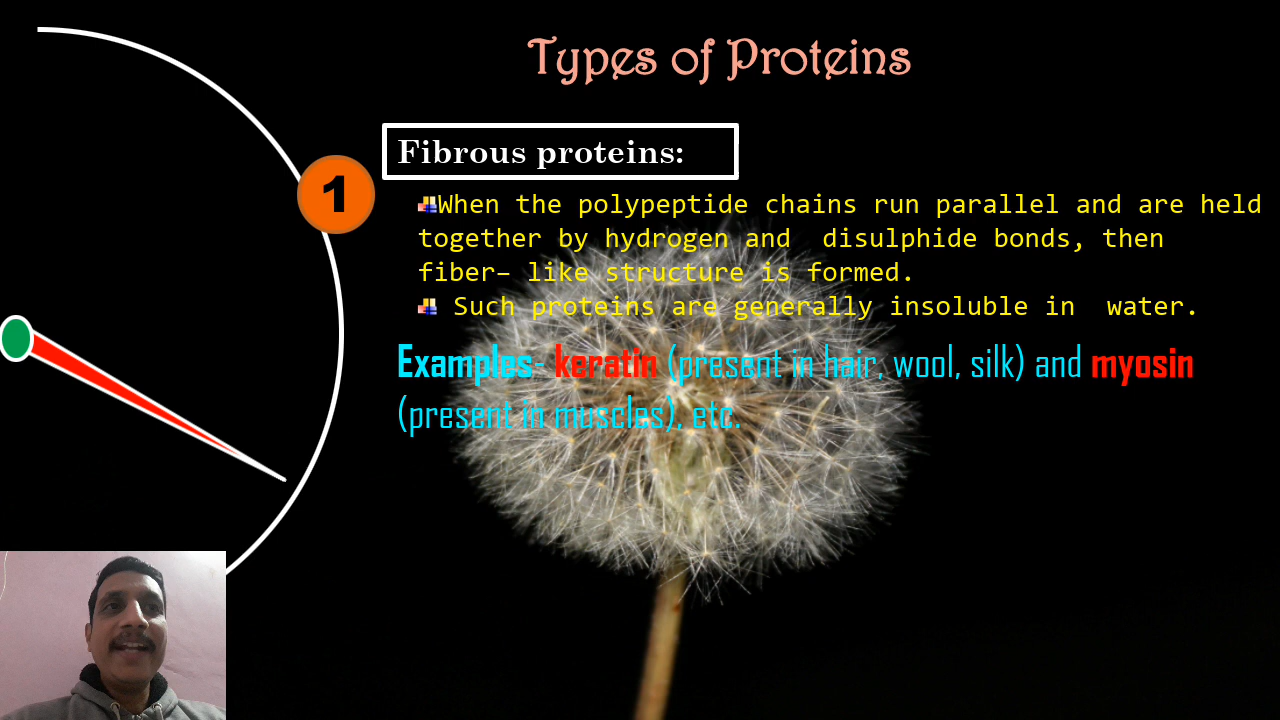 Types of Proteins
Fibrous proteins:
1
When the polypeptide chains run parallel and are held
together by hydrogen and disulphide bonds, then
fiber– like structure is formed.
Such proteins are generally insoluble in water.
Examples- keratin (present in hair, wool, silk) and myosin
(present in muscles), etc.